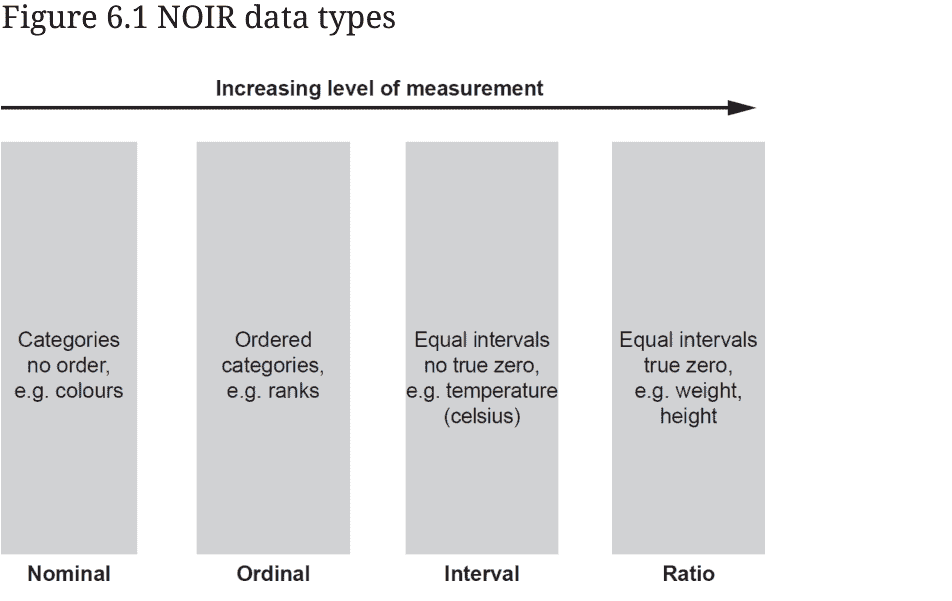 Figure 6.1 NOIR data types
Increasing level of measurement
Categories
no order,
e.g. colours
Ordered
categories,
e.g. ranks
Equal intervals
no true zero,
e.g. temperature
(celsius)
Equal intervals
true zero,
e.g. weight,
height
Nominal
Ordinal
Interval
Ratio